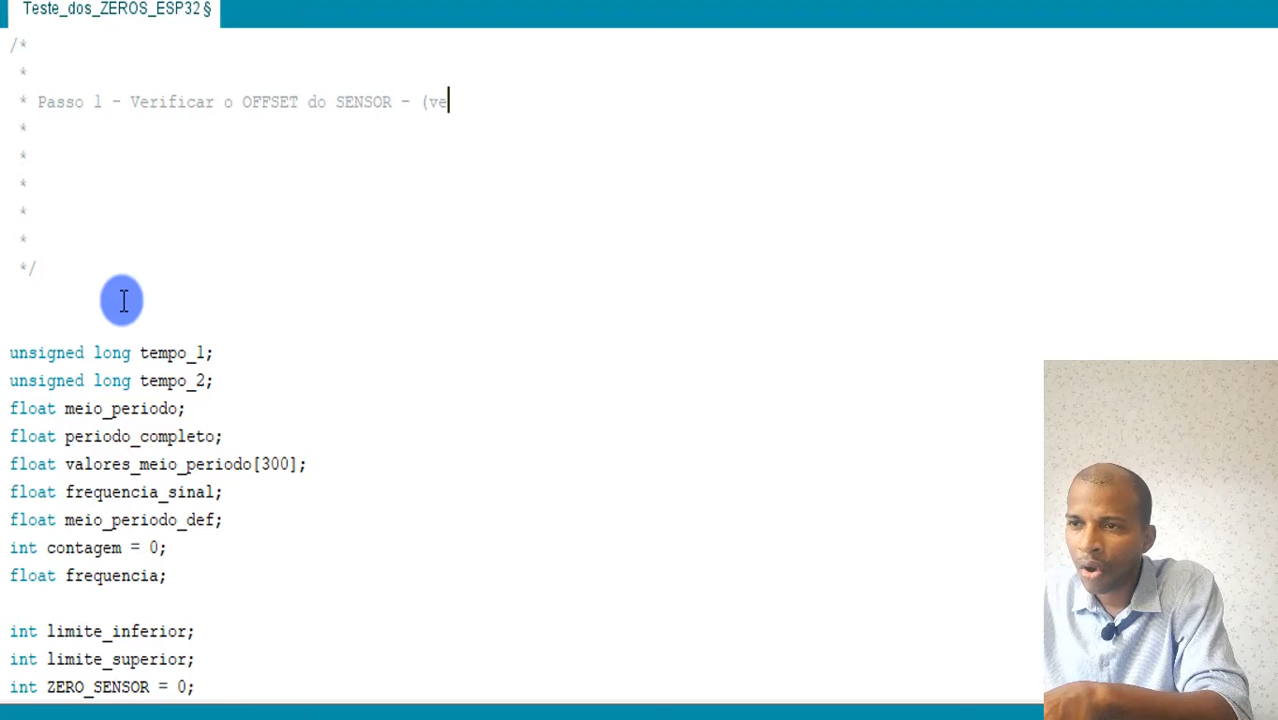 Teste_dos_ZEROS_ESP32 §
/*
*
* Passo 1 - Verificar o OFFSET do SENSOR - (ve
*
*
*
*
*
*/
unsigned long tempo_1;
unsigned long tempo_2;
float meio_periodo;
float periodo_completo;
float valores_meio_periodo[300];
float frequencia_sinal;
float meio_periodo_def;
int contagem = 0;
float frequencia;
int limite_inferior;
int limite_superior;
int ZERO_SENSOR = 0;